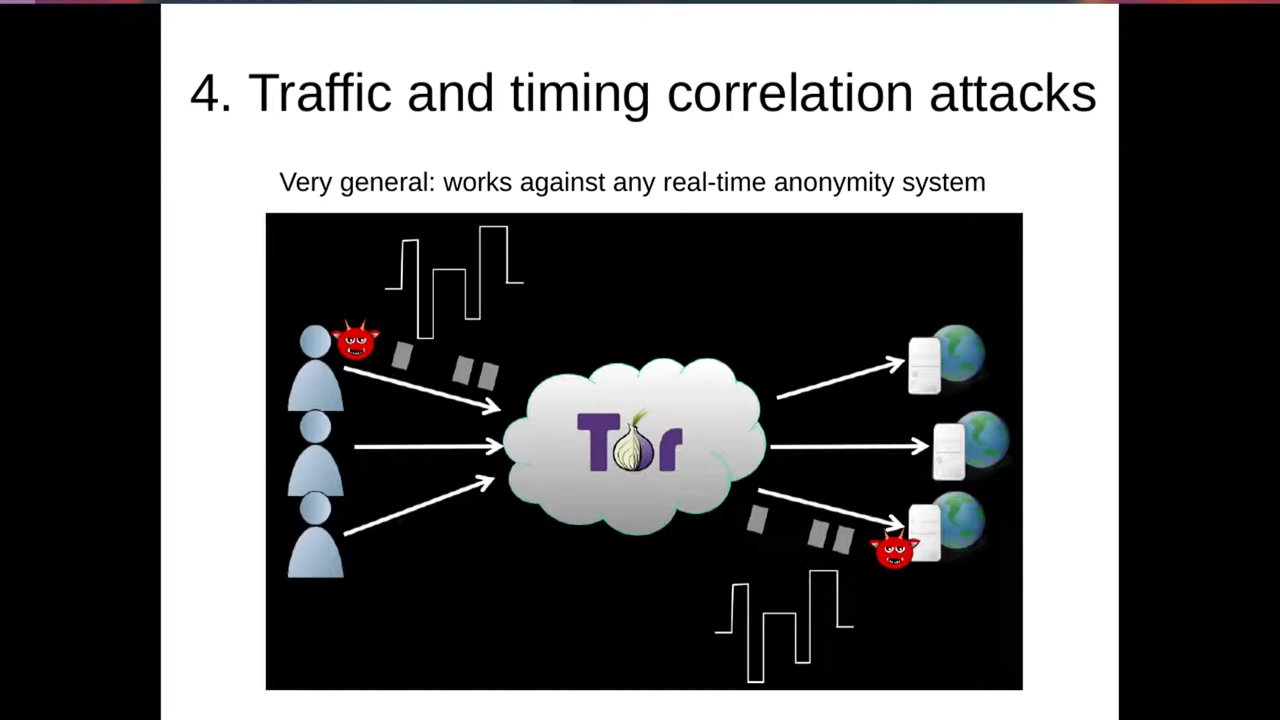 4. Traffic and timing correlation attacks
Very general: works against any real-time anonymity system
Tor